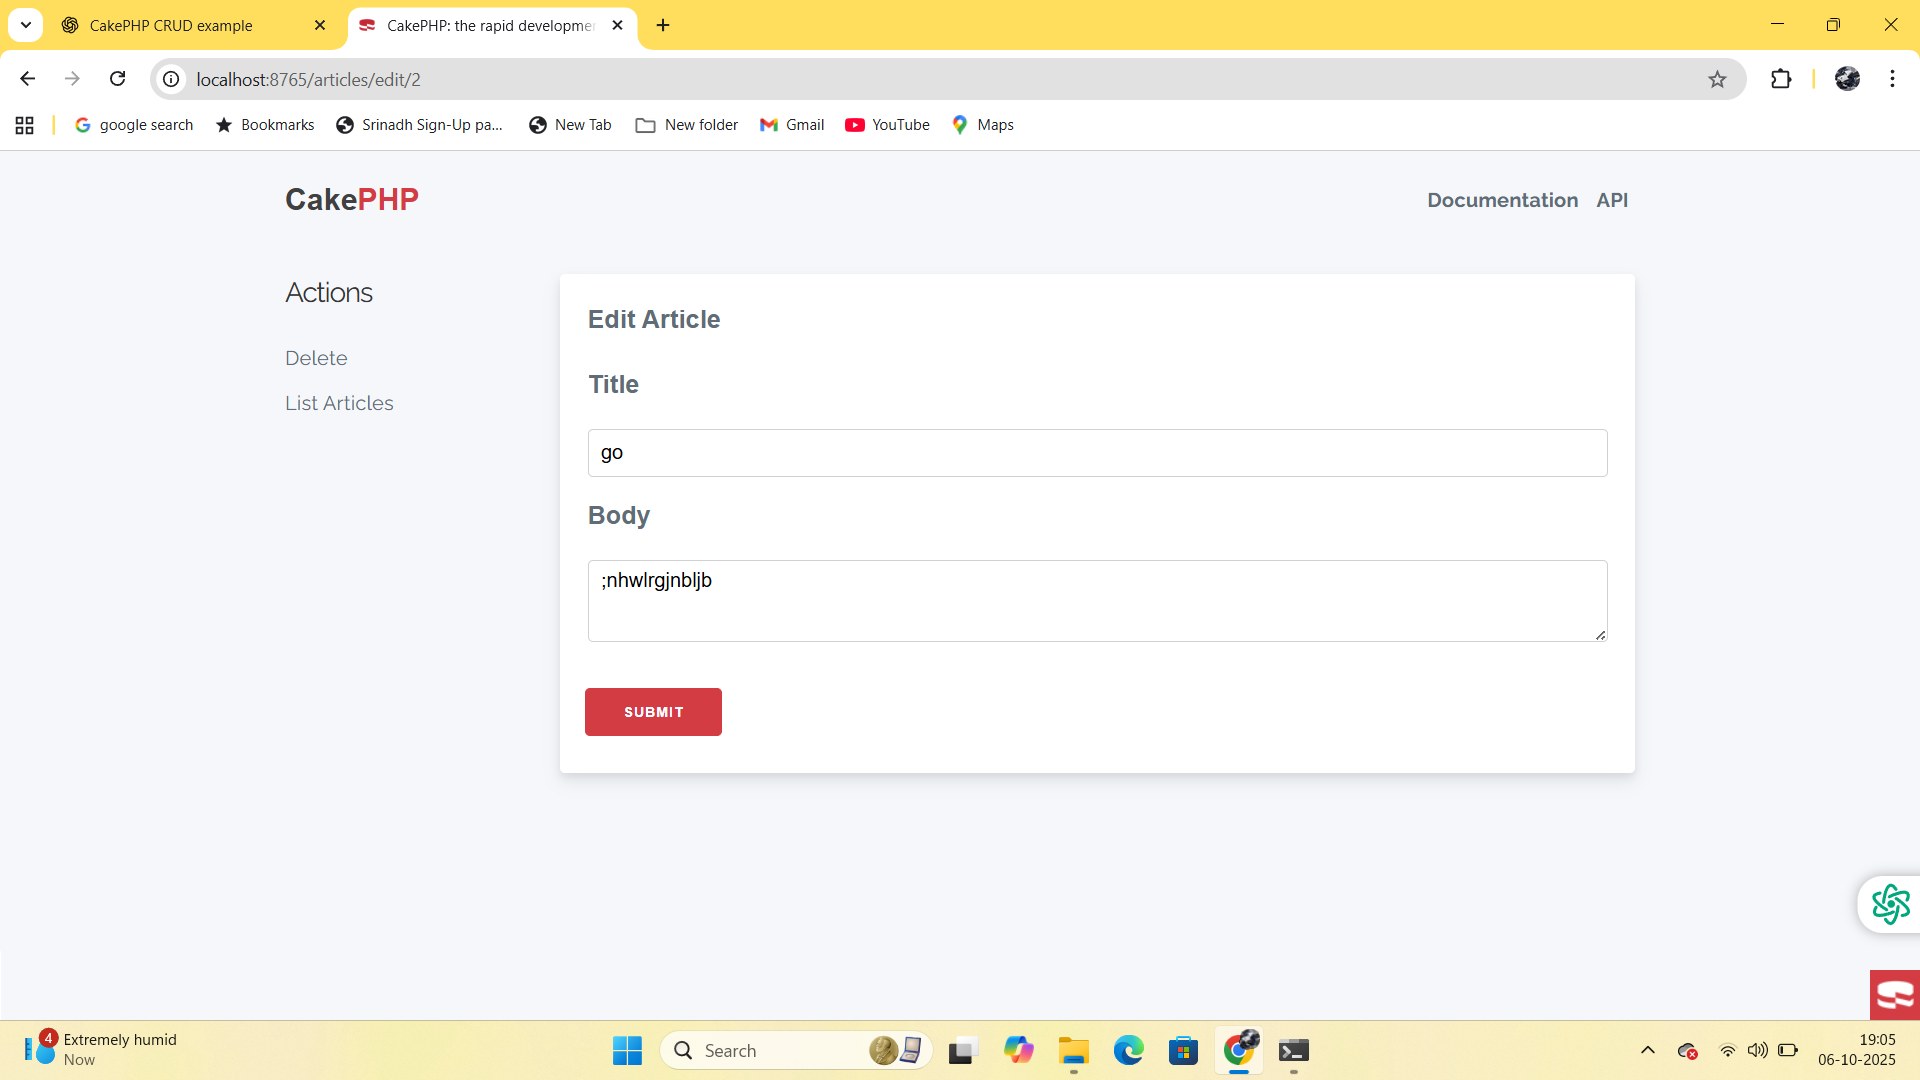 CakePHP CRUD example
CakePHP: the rapid developmen
localhost:8765/articles/edit/2
google search
Bookmarks
Srinadh Sign-Up pa...
New Tab
New folder
Gmail
YouTube
Maps
CakePHP
Documentation
API
Actions
Delete
List Articles
Edit Article
Title
go
Body
;nhwlrgjnbljb
SUBMIT
4
Extremely humid
Now
Search
19:05
06-10-2025